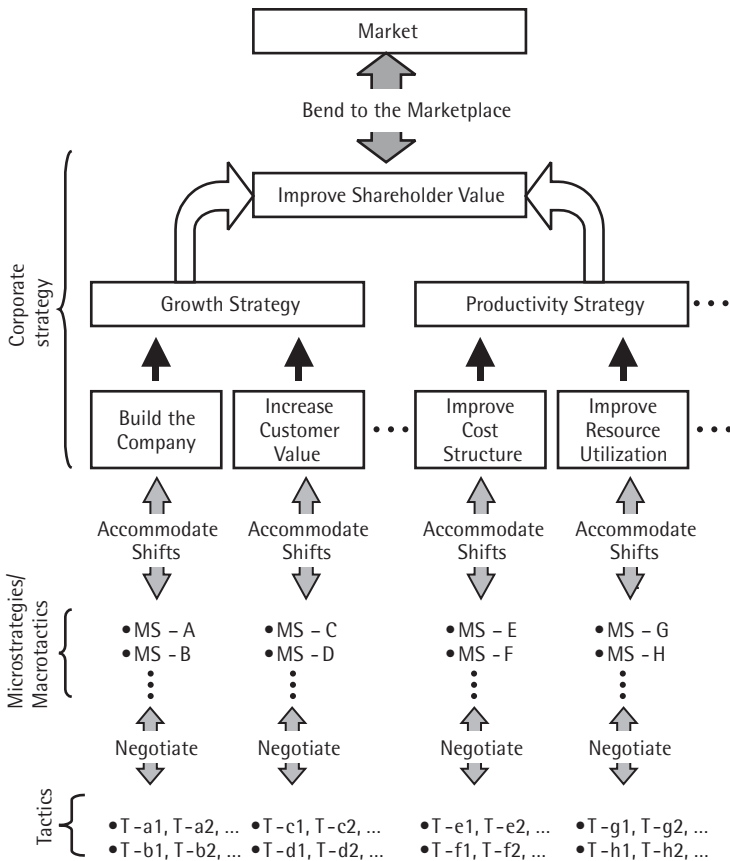 Market
Bend to the Marketplace
Improve Shareholder Value
Corporate
strategy
Growth Strategy
Productivity Strategy
Build the
Company
Increase
Customer
Value
Improve
Cost
Structure
Improve
Resource
Utilization
Accommodate
Shifts
Accommodate
Shifts
Accommodate
Shifts
Accommodate
Shifts
Microstrategies/
Macrotactics
• MS – A
• MS - B
• MS – C
• MS - D
• MS – E
• MS - F
• MS – G
• MS - H
Negotiate
Negotiate
Negotiate
Negotiate
Tactics
• T -a1, T-a2, ...
• T -b1, T-b2, ...
• T -c1, T-c2, ...
• T -d1, T-d2, ...
• T -e1, T-e2, ...
• T -f1, T-f2, ...
• T -g1, T-g2, ...
• T -h1, T-h2, ...